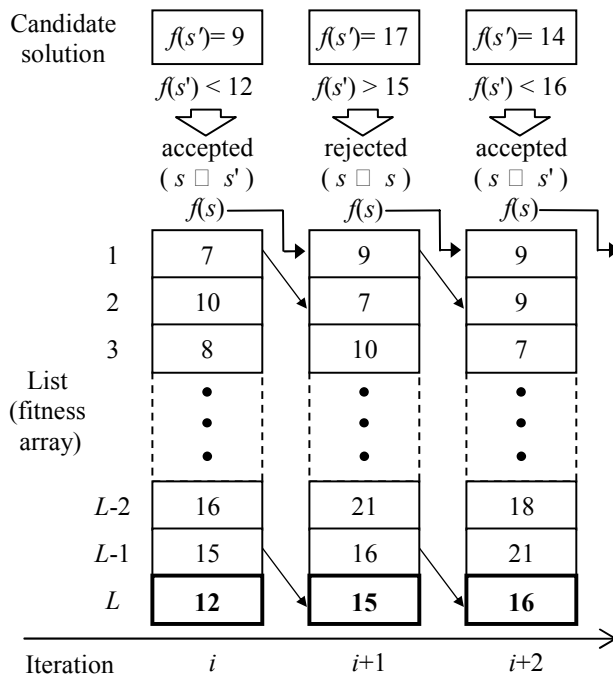 Candidate solution
f(s')= 9 f(s')= 17 f(s')= 14
f(s') < 12 f(s') > 15 f(s') < 16
accepted rejected accepted
( s □ s' ) ( s □ s ) ( s □ s' )
f(s) f(s) f(s)
1 7 9 9
2 10 7 9
3 8 10 7
List (fitness array)
L-2 16 21 18
L-1 15 16 21
L 12 15 16
Iteration i i+1 i+2